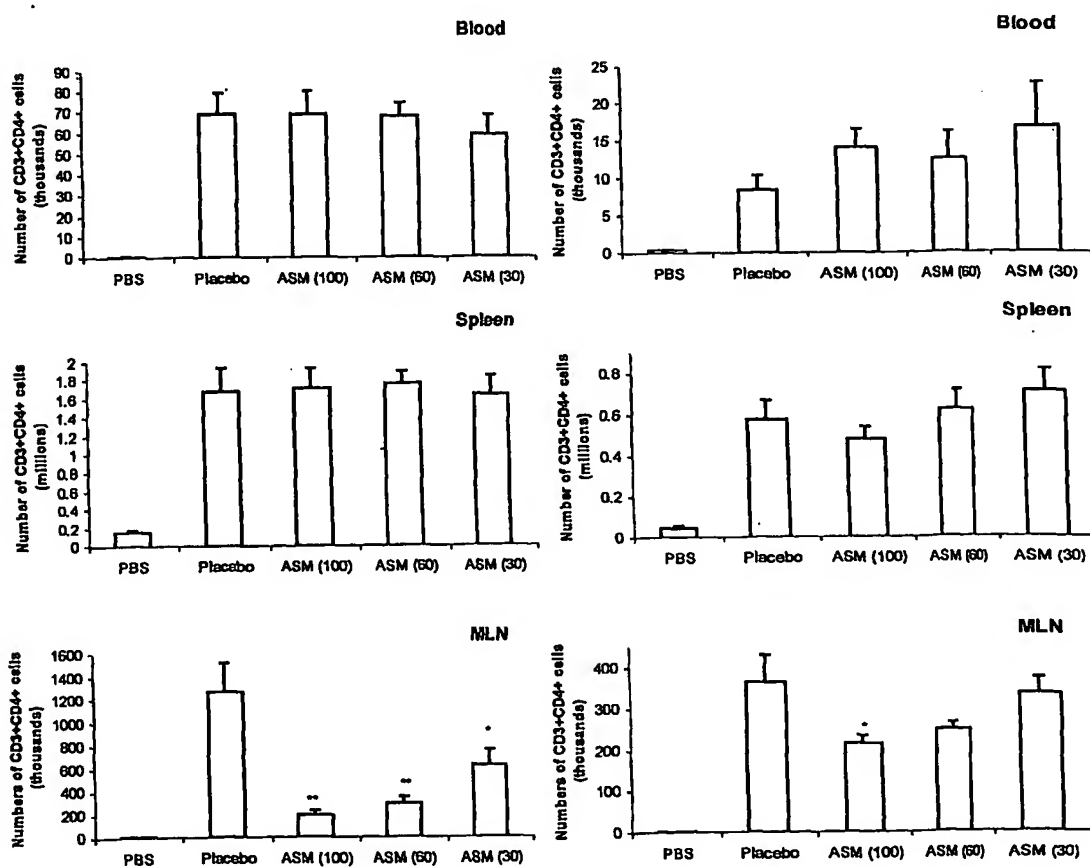 Blood
Number of CD3+CD4+ cells
(thousands)
90
80
70
60
50
40
30
20
10
0
PBS Placebo ASM (100) ASM (60) ASM (30)
Blood
Number of CD3+CD4+ cells
(thousands)
25
20
15
10
5
0
PBS Placebo ASM (100) ASM (60) ASM (30)
Spleen
Number of CD3+CD4+ cells
(millions)
2
1.8
1.6
1.4
1.2
1
0.8
0.6
0.4
0.2
0
PBS Placebo ASM (100) ASM (60) ASM (30)
Spleen
Number of CD3+CD4+ cells
(millions)
0.8
0.6
0.4
0.2
0
PBS Placebo ASM (100) ASM (60) ASM (30)
MLN
Numbers of CD3+CD4+ cells
(thousands)
1600
1400
1200
1000
800
600
400
200
0
** ** *
PBS Placebo ASM (100) ASM (60) ASM (30)
MLN
Numbers of CD3+CD4+ cells
(thousands)
400
300
200
100
0
*
PBS Placebo ASM (100) ASM (60) ASM (30)